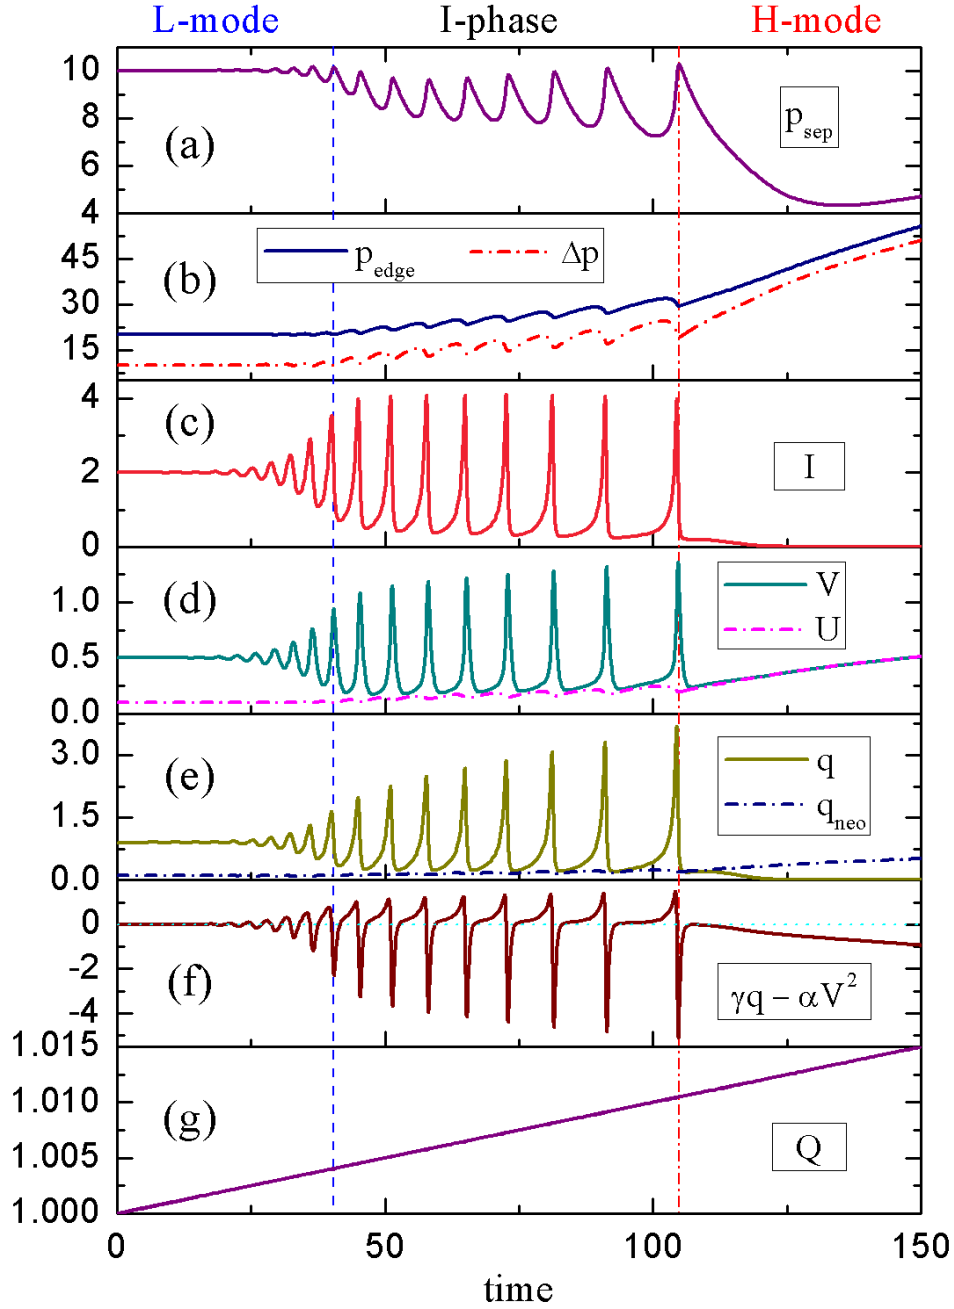 L-mode I-phase H-mode
10
8
6
4
(a)
p_sep
45
30
15
(b)
p_edge Δp
4
2
0
(c)
I
1.0
0.5
0.0
(d)
V
U
3.0
1.5
0.0
(e)
q
q_neo
0
-2
-4
(f)
γq − αV²
1.015
1.010
1.005
1.000
(g)
Q
0 50 100 150
time